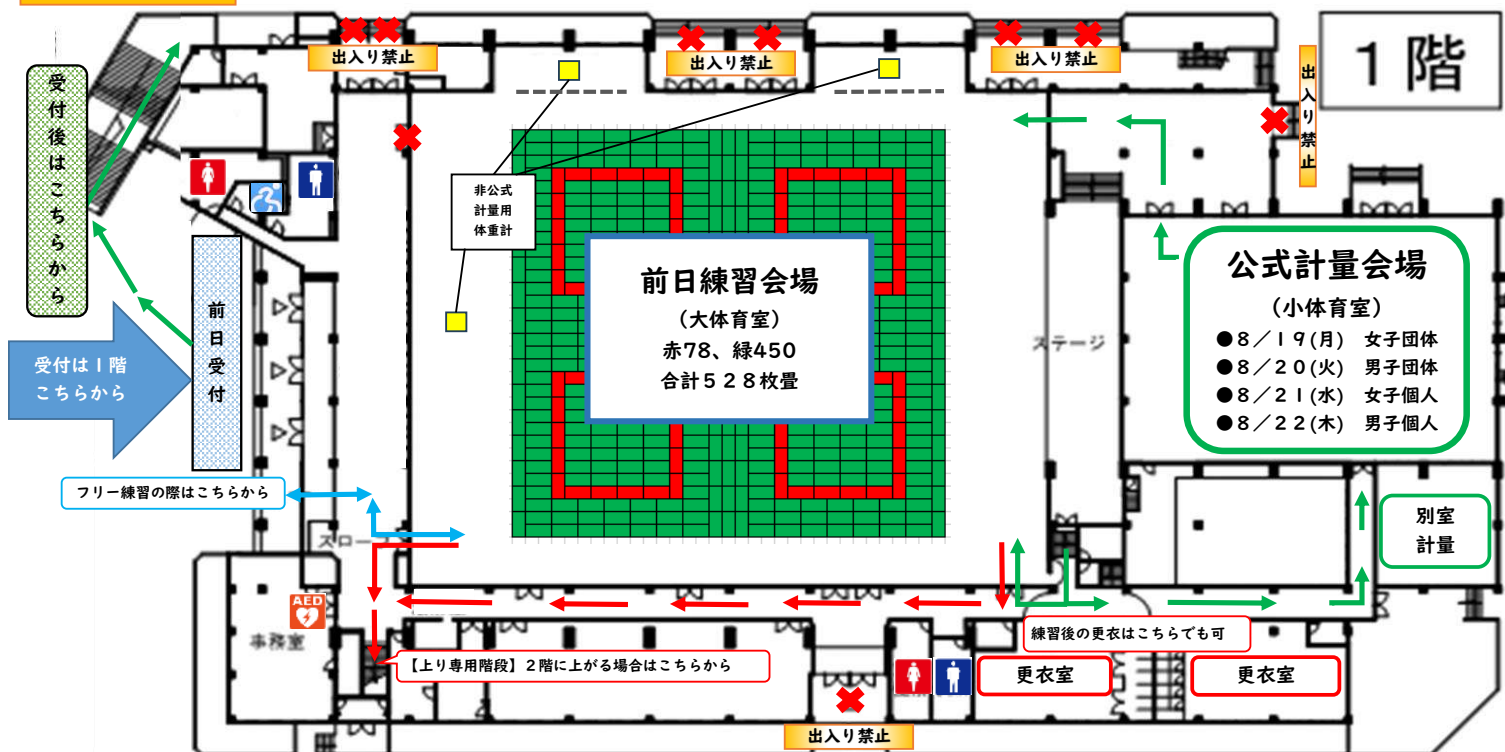 1階
出入り禁止
出入り禁止
出入り禁止
出入り禁止
受付後はこちらから
非公式
計量用
体重計
前日練習会場
(大体育室)
赤78、緑450
合計528枚畳
ステージ
公式計量会場
(小体育室)
●8/19(月) 女子団体
●8/20(火) 男子団体
●8/21(水) 女子個人
●8/22(木) 男子個人
前日受付
受付は1階
こちらから
フリー練習の際はこちらから
スロープ
別室
計量
AED
事務室
【上り専用階段】2階に上がる場合はこちらから
練習後の更衣はこちらでも可
更衣室
更衣室
出入り禁止